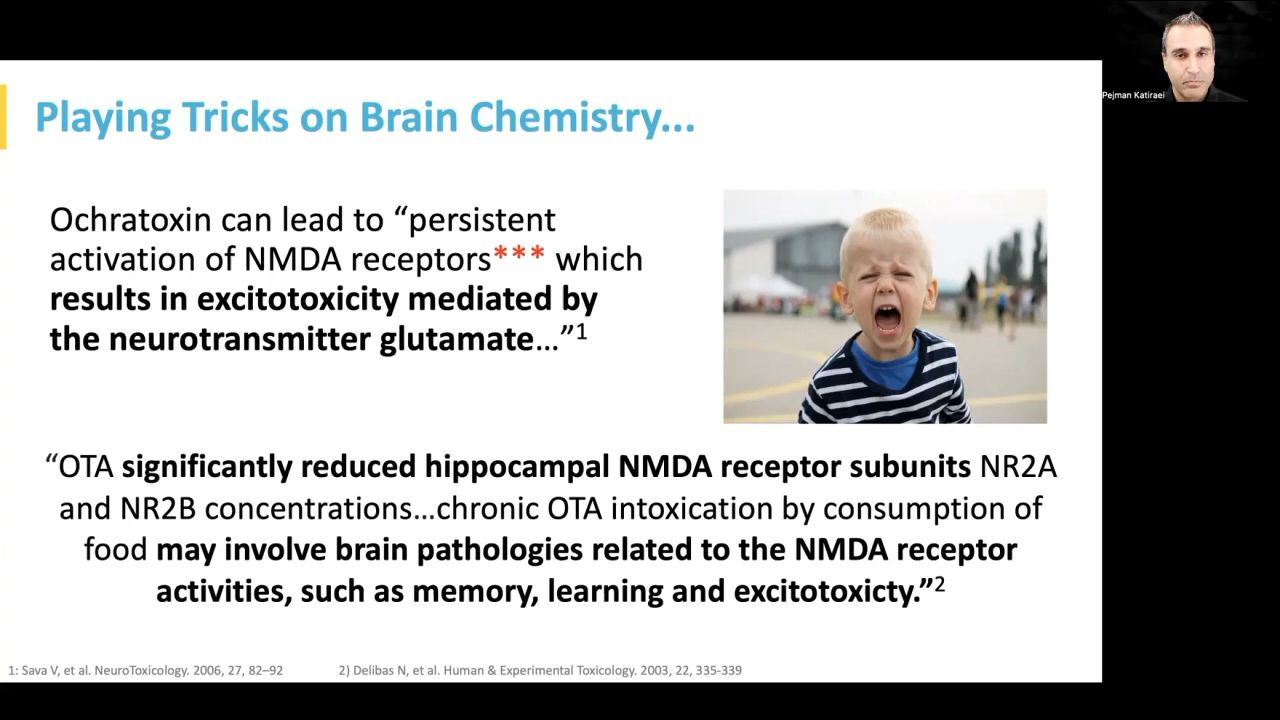 Playing Tricks on Brain Chemistry...
Pejman Katiraei
Ochratoxin can lead to “persistent
activation of NMDA receptors*** which
results in excitotoxicity mediated by
the neurotransmitter glutamate…”1
“OTA significantly reduced hippocampal NMDA receptor subunits NR2A
and NR2B concentrations…chronic OTA intoxication by consumption of
food may involve brain pathologies related to the NMDA receptor
activities, such as memory, learning and excitotoxicty.”2
1: Sava V, et al. NeuroToxicology. 2006, 27, 82–92
2) Delibas N, et al. Human & Experimental Toxicology. 2003, 22, 335-339